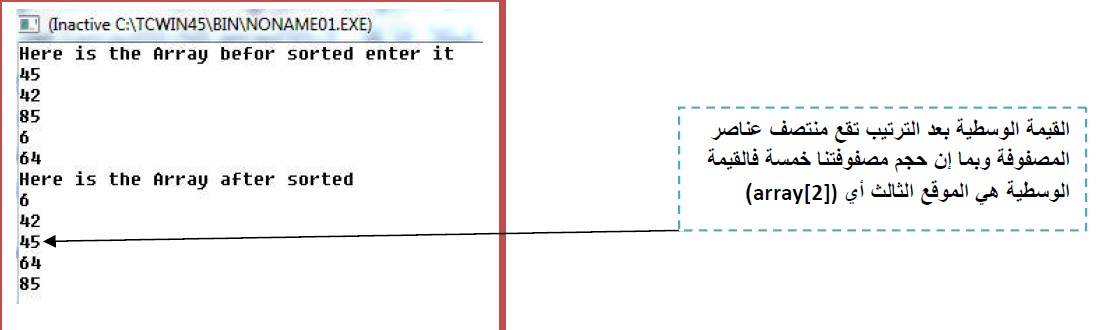 (Inactive C:\TCWIN45\BIN\NONAME01.EXE)
Here is the Array befor sorted enter it
45
42
85
6
64
Here is the Array after sorted
6
42
45
64
85
القيمة الوسطية بعد الترتيب تقع منتصف عناصر
المصفوفة وبما إن حجم مصفوفتنا خمسة فالقيمة
الوسطية هي الموقع الثالث أي (array[2])